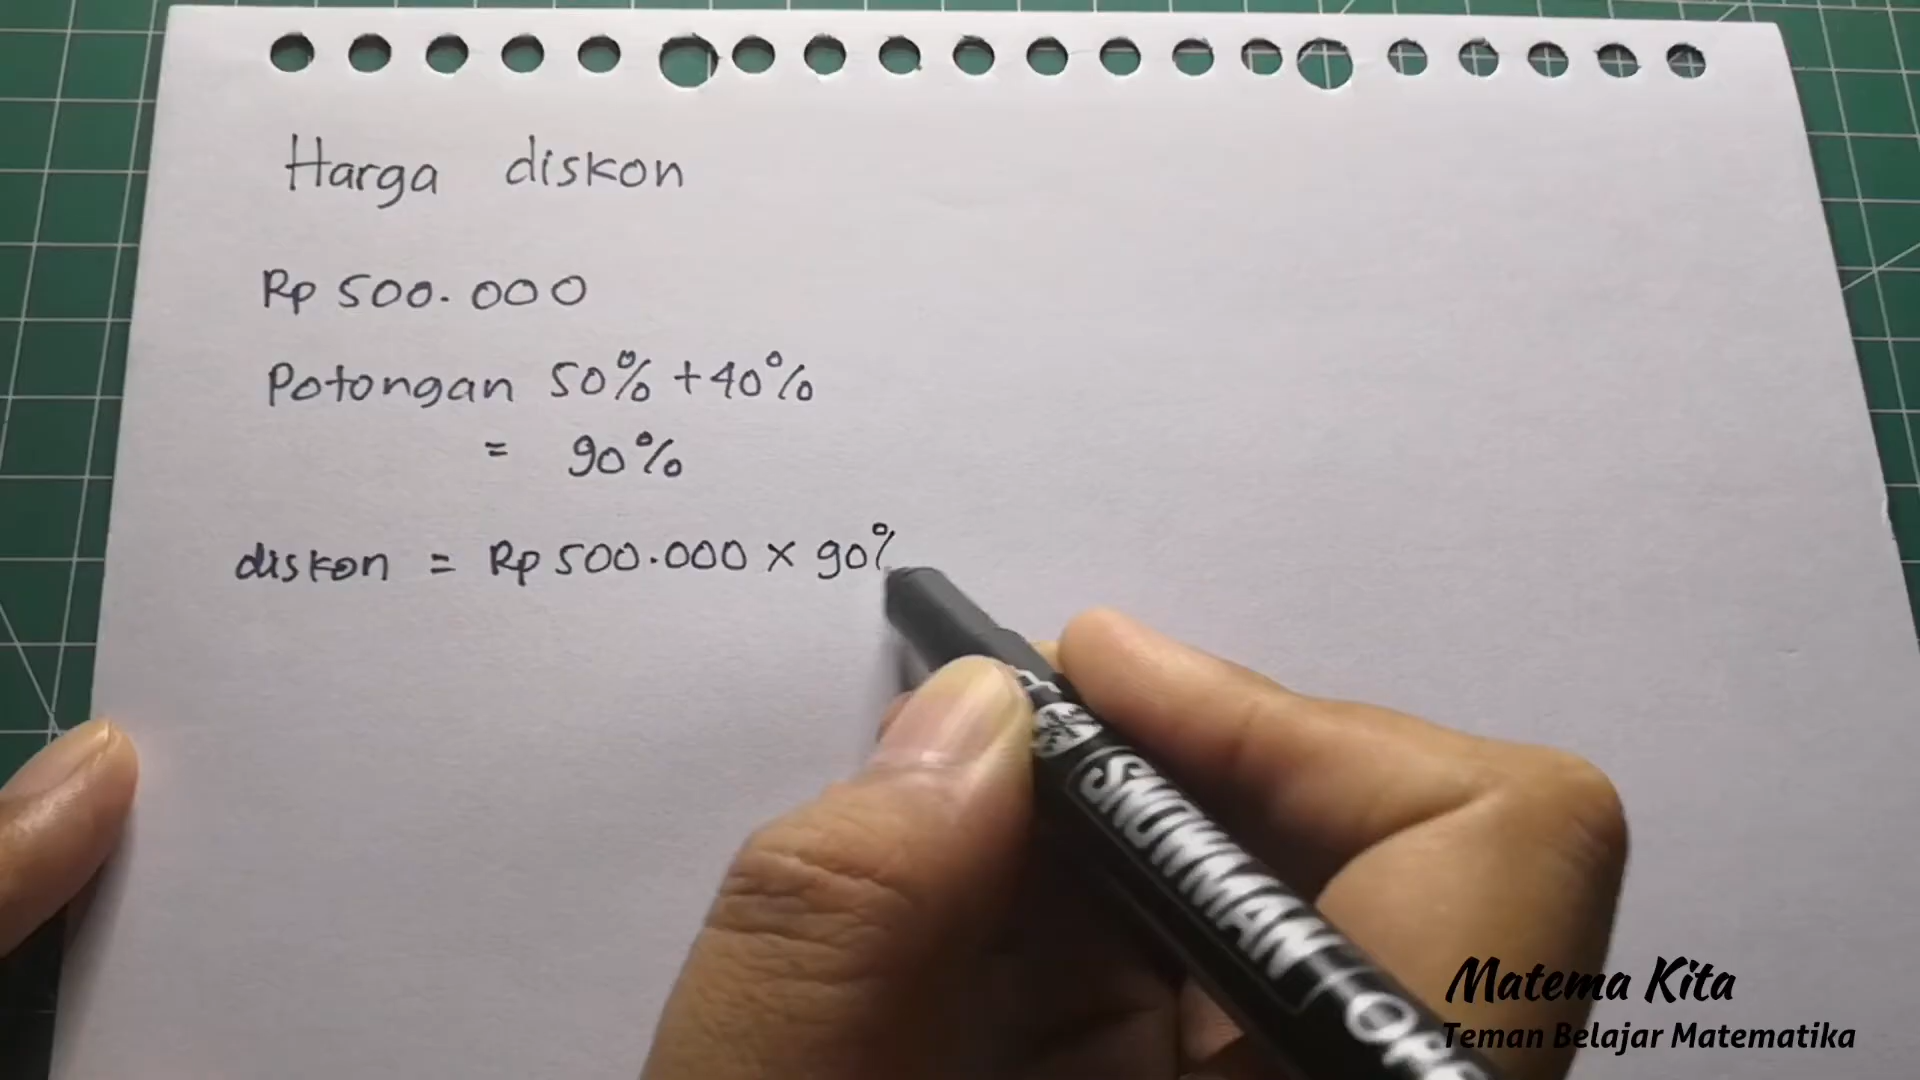 Harga diskon
Rp 500.000
Potongan 50% + 40%
= 90%
diskon = Rp 500.000 × 90%
SNOWMAN
Matema Kita
Teman Belajar Matematika